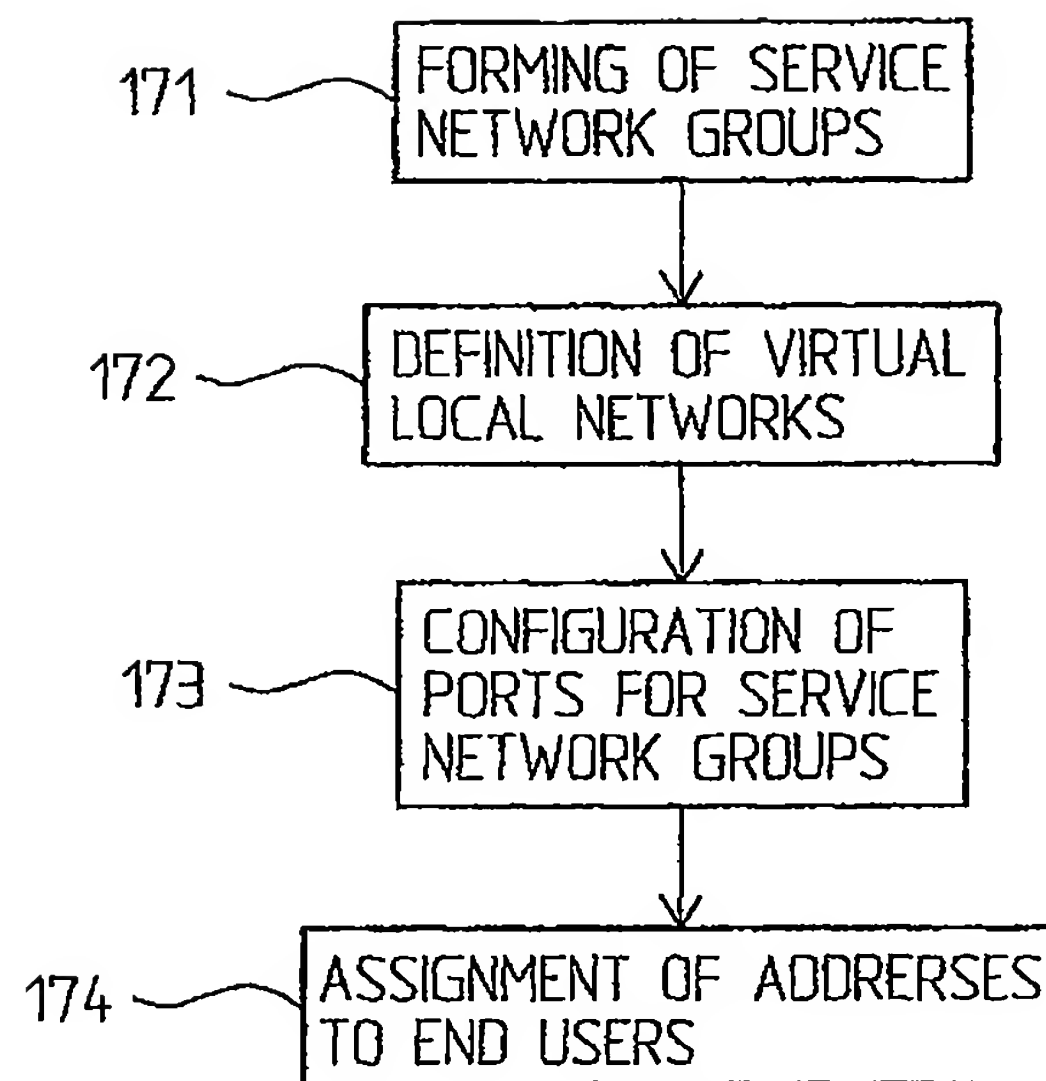 171
FORMING OF SERVICE
NETWORK GROUPS
172
DEFINITION OF VIRTUAL
LOCAL NETWORKS
173
CONFIGURATION OF
PORTS FOR SERVICE
NETWORK GROUPS
174
ASSIGNMENT OF ADDRERSES
TO END USERS